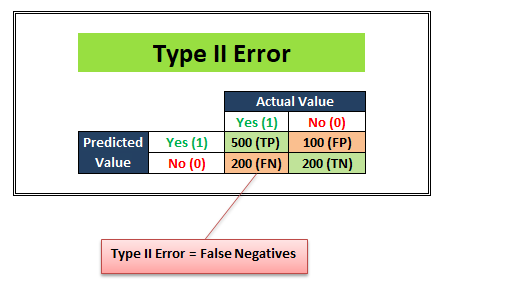 Type II Error
Actual Value
Yes (1) No (0)
Predicted Value Yes (1) 500 (TP) 100 (FP)
No (0) 200 (FN) 200 (TN)
Type II Error = False Negatives